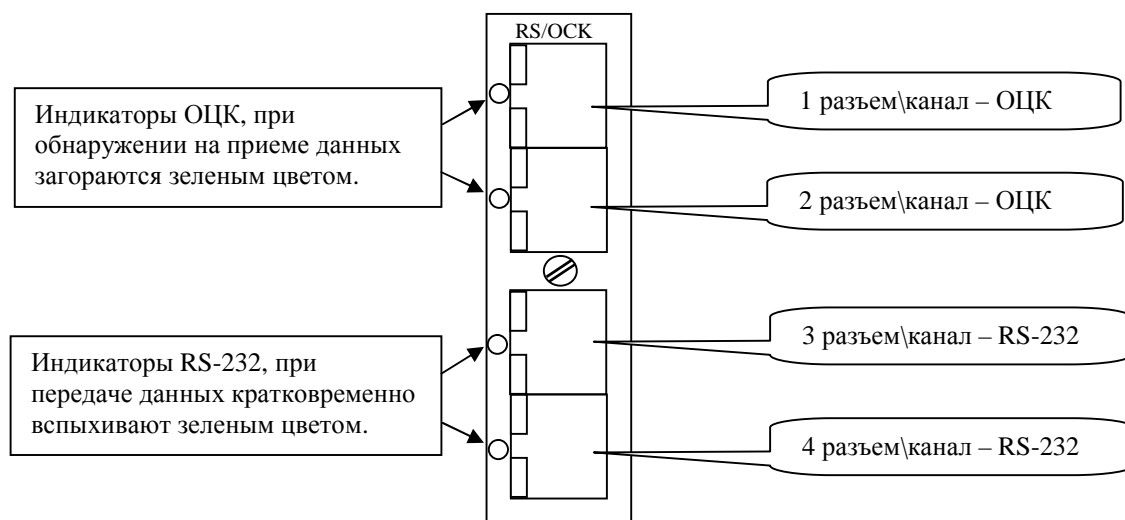 RS/OCK
Индикаторы ОЦК, при
обнаружении на приеме данных
загораются зеленым цветом.
1 разъем\канал – ОЦК
2 разъем\канал – ОЦК
Индикаторы RS-232, при
передаче данных кратковременно
вспыхивают зеленым цветом.
3 разъем\канал – RS-232
4 разъем\канал – RS-232